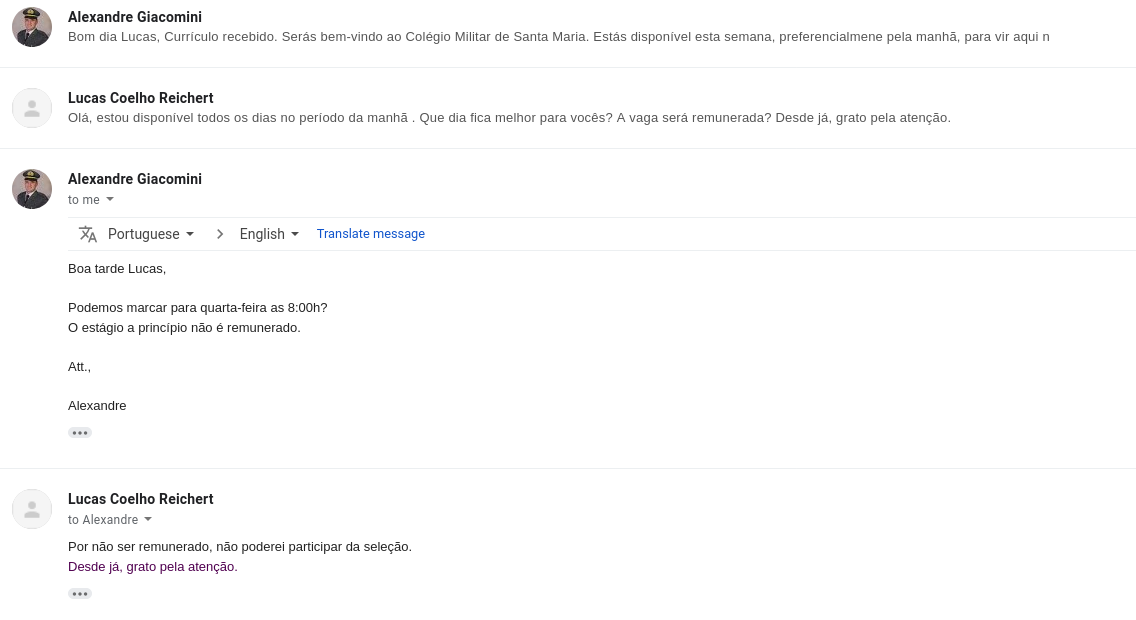 Alexandre Giacomini
Bom dia Lucas, Currículo recebido. Serás bem-vindo ao Colégio Militar de Santa Maria. Estás disponível esta semana, preferencialmene pela manhã, para vir aqui n
Lucas Coelho Reichert
Olá, estou disponível todos os dias no período da manhã . Que dia fica melhor para vocês? A vaga será remunerada? Desde já, grato pela atenção.
Alexandre Giacomini
to me
Portuguese > English Translate message
Boa tarde Lucas,
Podemos marcar para quarta-feira as 8:00h?
O estágio a princípio não é remunerado.
Att.,
Alexandre
•••
Lucas Coelho Reichert
to Alexandre
Por não ser remunerado, não poderei participar da seleção.
Desde já, grato pela atenção.
•••